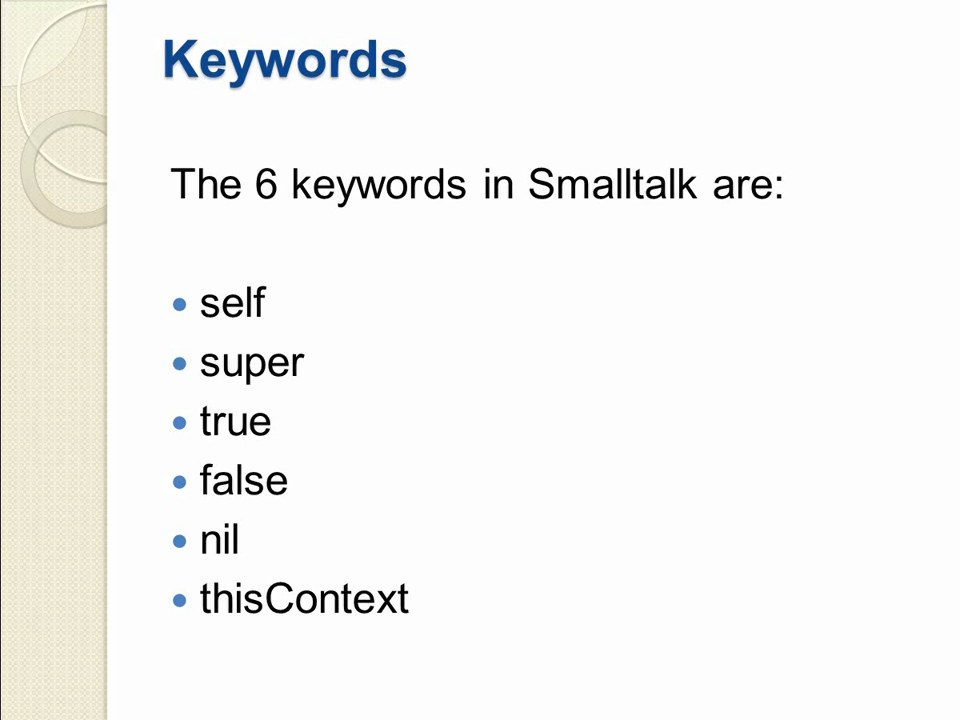 Keywords
The 6 keywords in Smalltalk are:
self
super
true
false
nil
thisContext